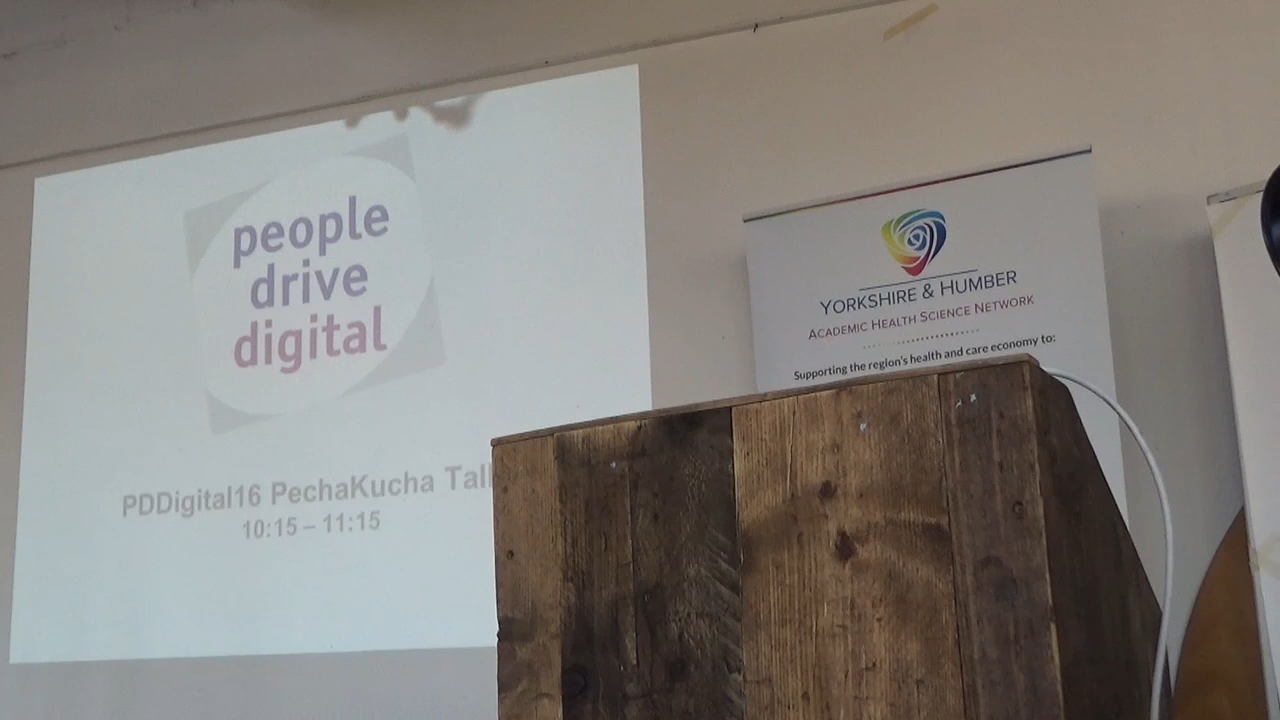 people
drive
digital
PDDigital16 PechaKucha
10:15 – 11:15
YORKSHIRE & HUMBER
ACADEMIC HEALTH SCIENCE NETWORK
Supporting the region's health and care economy to: